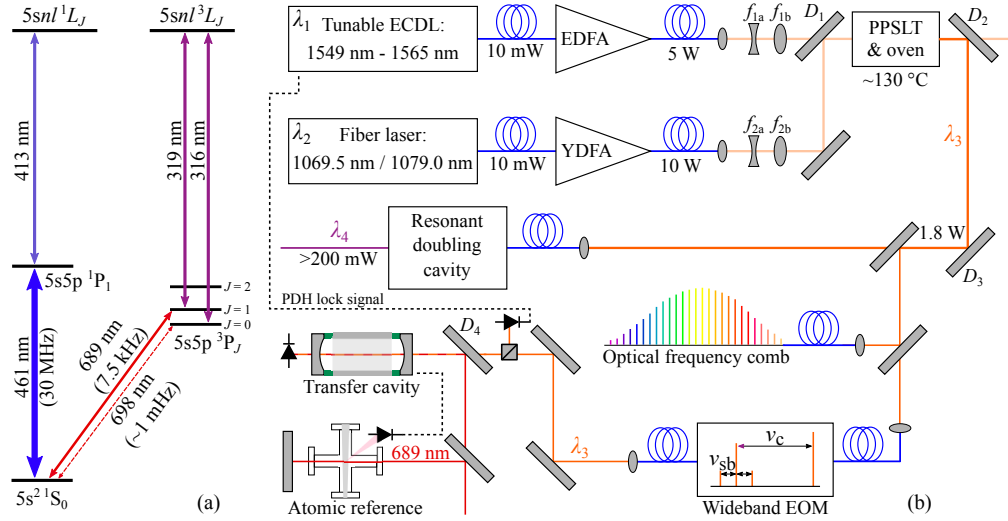 5snl ¹L_J
5snl ³L_J
413 nm
319 nm
316 nm
5s5p ¹P₁
J=2
J=1
J=0
5s5p ³P_J
461 nm
(30 MHz)
689 nm
(7.5 kHz)
698 nm
(~1 mHz)
5s² ¹S₀
(a)
λ₁ Tunable ECDL:
1549 nm - 1565 nm
10 mW
EDFA
5 W
f₁ₐ
f₁b
D₁
PPSLT
& oven
~130 °C
D₂
λ₂ Fiber laser:
1069.5 nm / 1079.0 nm
10 mW
YDFA
10 W
f₂ₐ
f₂b
λ₃
λ₄
>200 mW
Resonant
doubling
cavity
1.8 W
D₃
PDH lock signal
D₄
Transfer cavity
Optical frequency comb
689 nm
Atomic reference
λ₃
ν_c
ν_sb
Wideband EOM
(b)